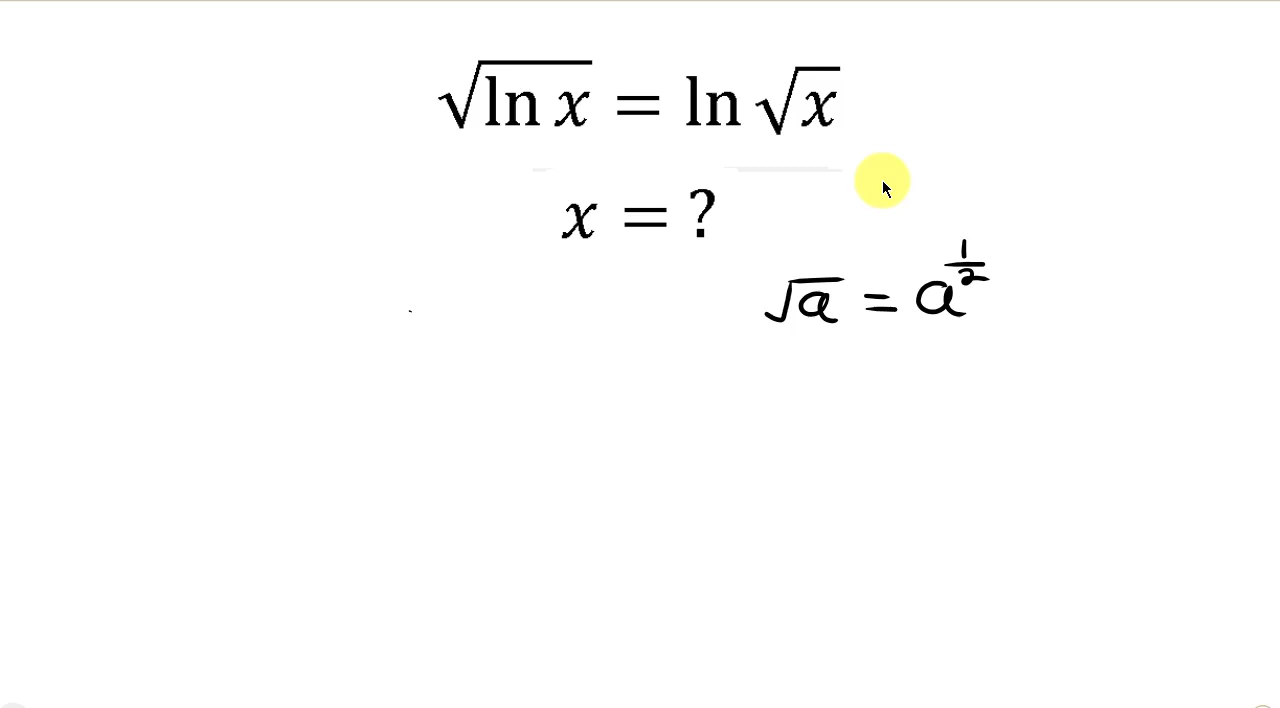 √ln x = ln √x
x = ?
√a = a^(1/2)